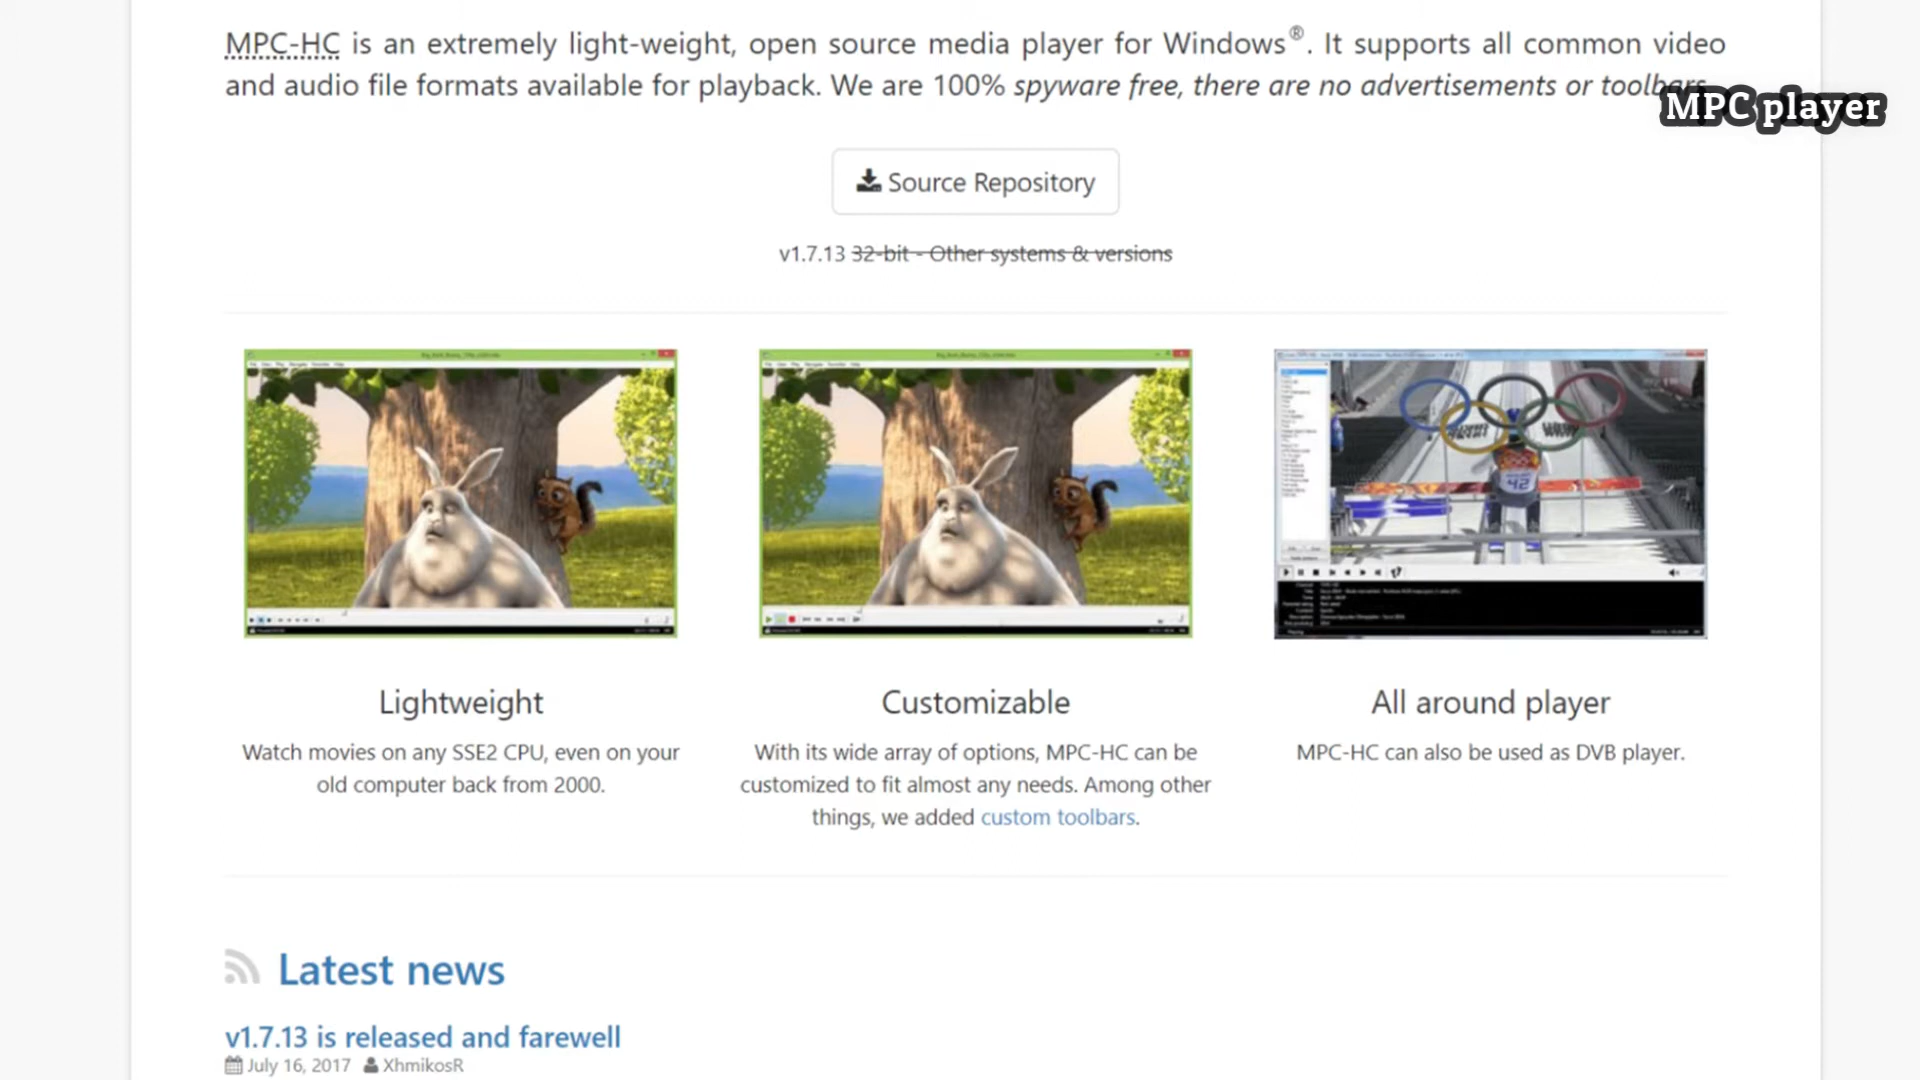 MPC-HC is an extremely light-weight, open source media player for Windows®. It supports all common video
and audio file formats available for playback. We are 100% spyware free, there are no advertisements or toolbars.
MPC player
Source Repository
v1.7.13 32-bit - Other systems & versions
42
Lightweight
Customizable
All around player
Watch movies on any SSE2 CPU, even on your
old computer back from 2000.
With its wide array of options, MPC-HC can be
customized to fit almost any needs. Among other
things, we added custom toolbars.
MPC-HC can also be used as DVB player.
Latest news
v1.7.13 is released and farewell
July 16, 2017 XhmikosR